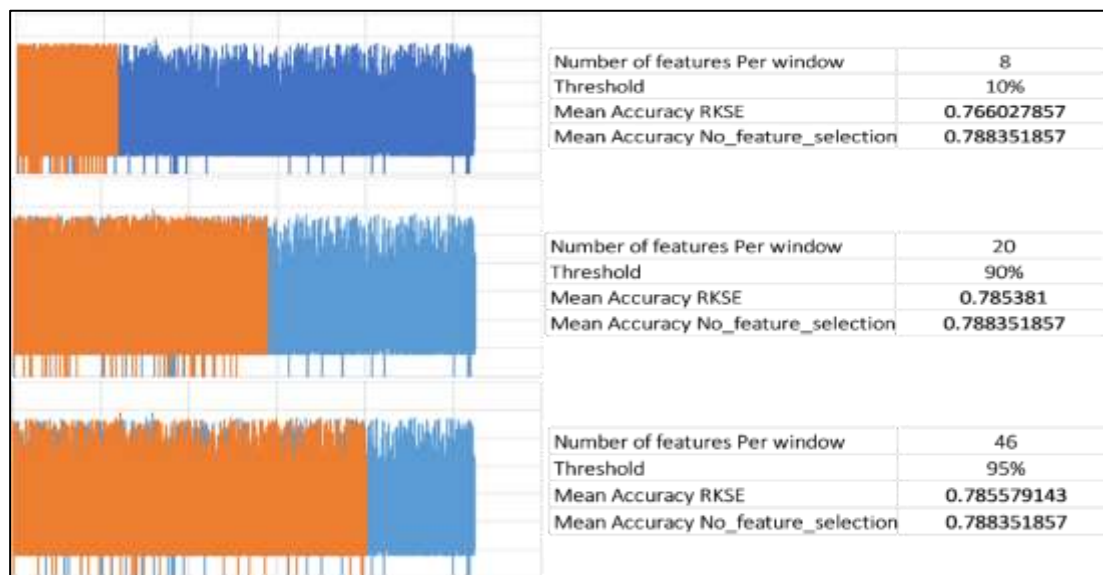 Number of features Per window 8
Threshold 10%
Mean Accuracy RKSE 0.766027857
Mean Accuracy No_feature_selection 0.788351857
Number of features Per window 20
Threshold 90%
Mean Accuracy RKSE 0.785381
Mean Accuracy No_feature_selection 0.788351857
Number of features Per window 46
Threshold 95%
Mean Accuracy RKSE 0.785579143
Mean Accuracy No_feature_selection 0.788351857